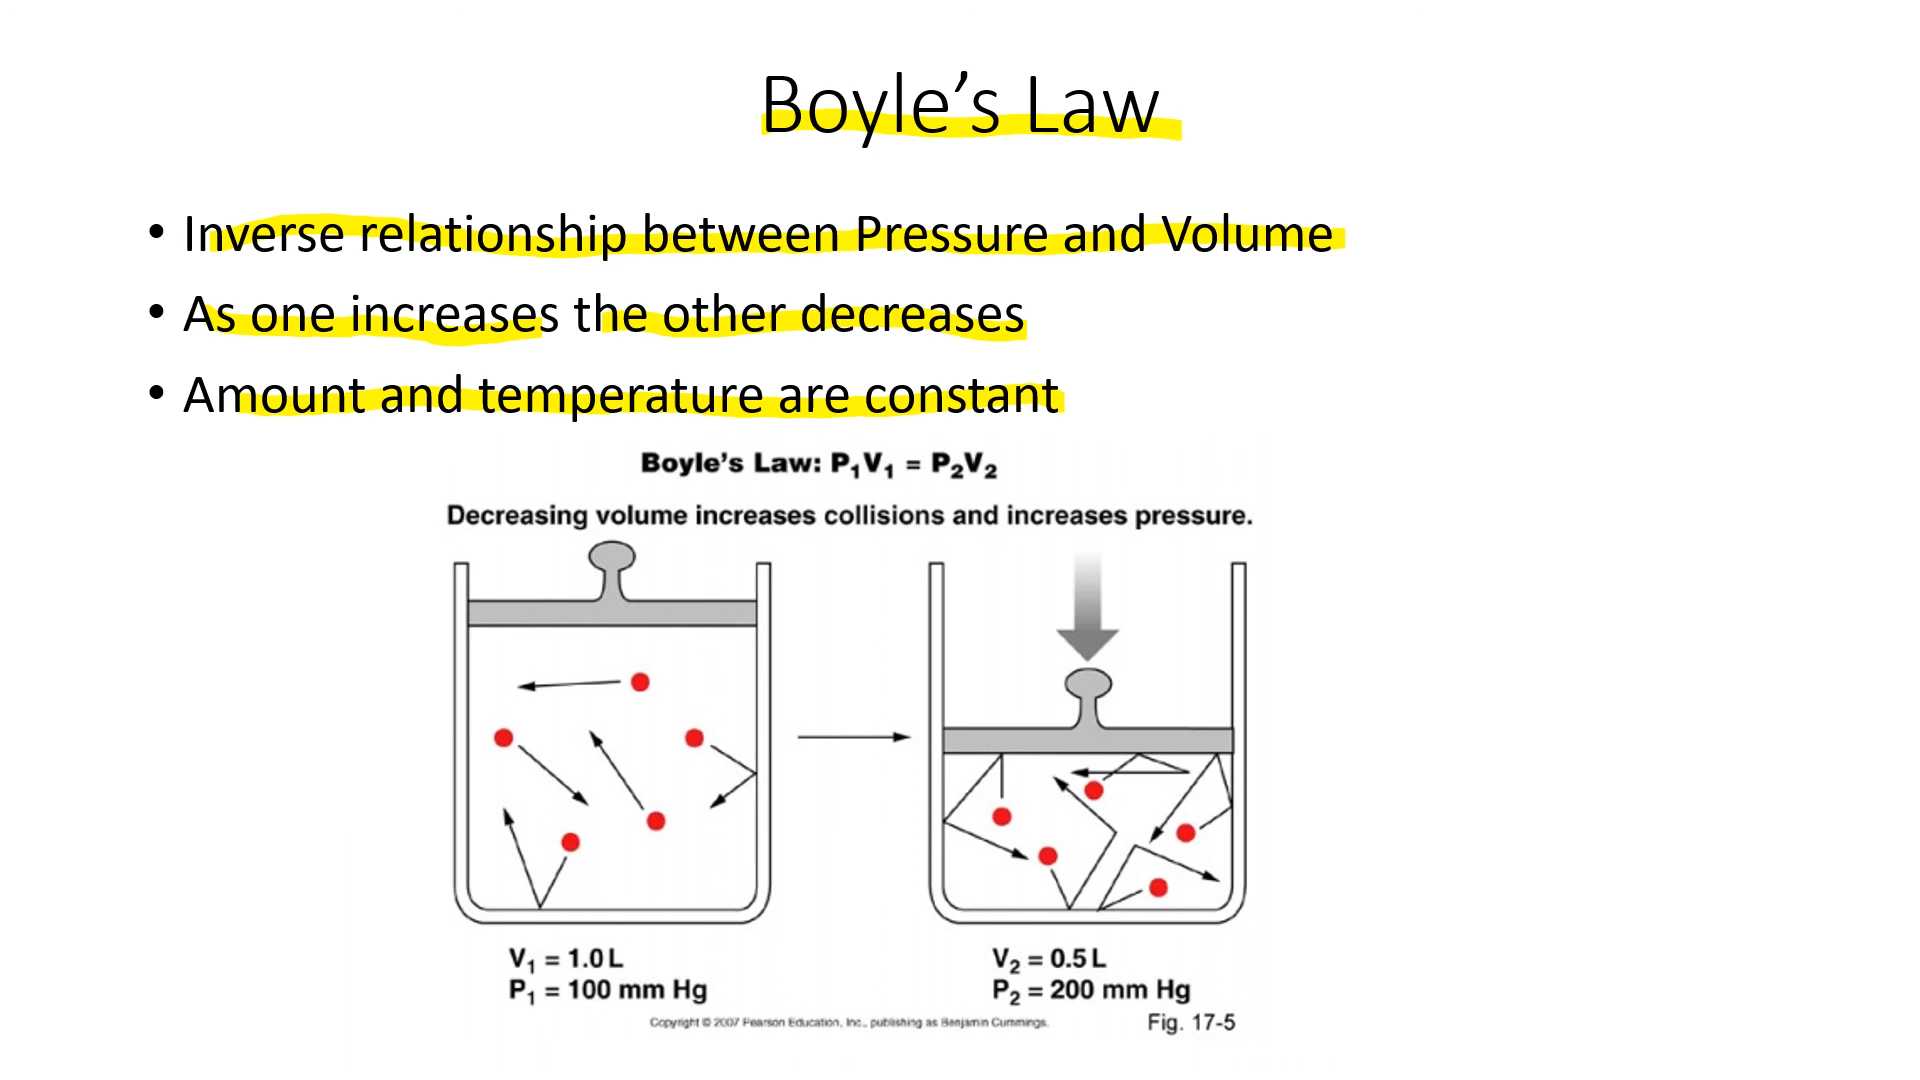 Boyle’s Law
• Inverse relationship between Pressure and Volume
• As one increases the other decreases
• Amount and temperature are constant
Boyle’s Law: P₁V₁ = P₂V₂
Decreasing volume increases collisions and increases pressure.
V₁ = 1.0 L
P₁ = 100 mm Hg
V₂ = 0.5 L
P₂ = 200 mm Hg
Copyright © 2007 Pearson Education, Inc., publishing as Benjamin Cummings.
Fig. 17-5